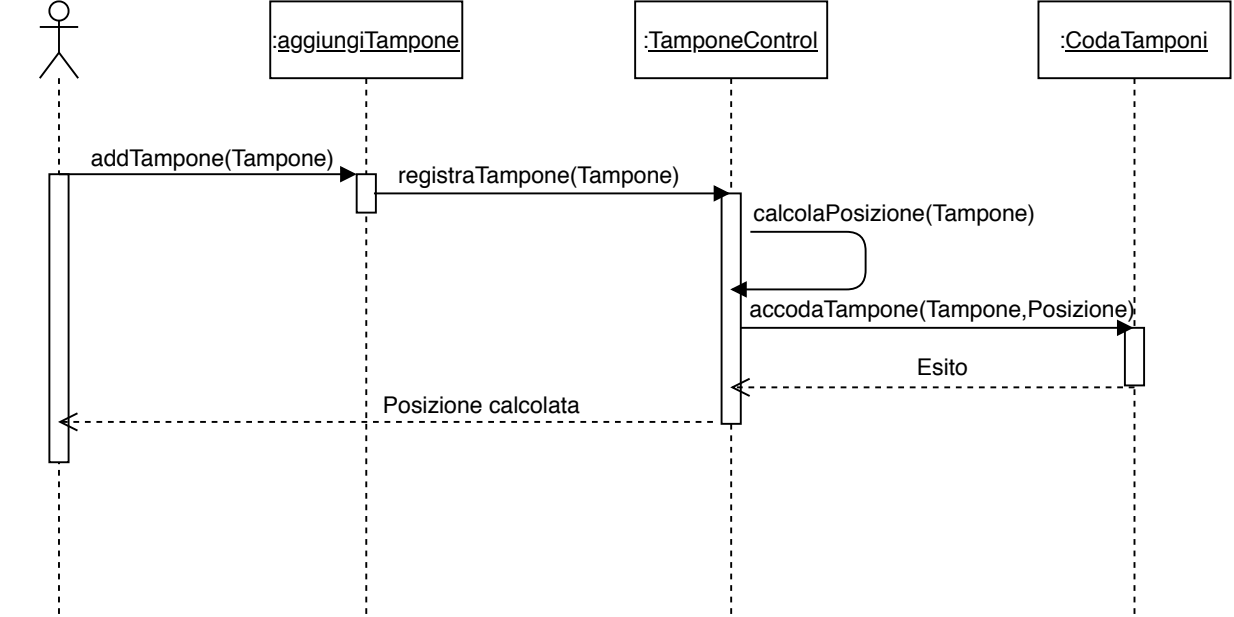 :aggiungiTampone
:TamponeControl
:CodaTamponi
addTampone(Tampone)
registraTampone(Tampone)
calcolaPosizione(Tampone)
accodaTampone(Tampone,Posizione)
Esito
Posizione calcolata